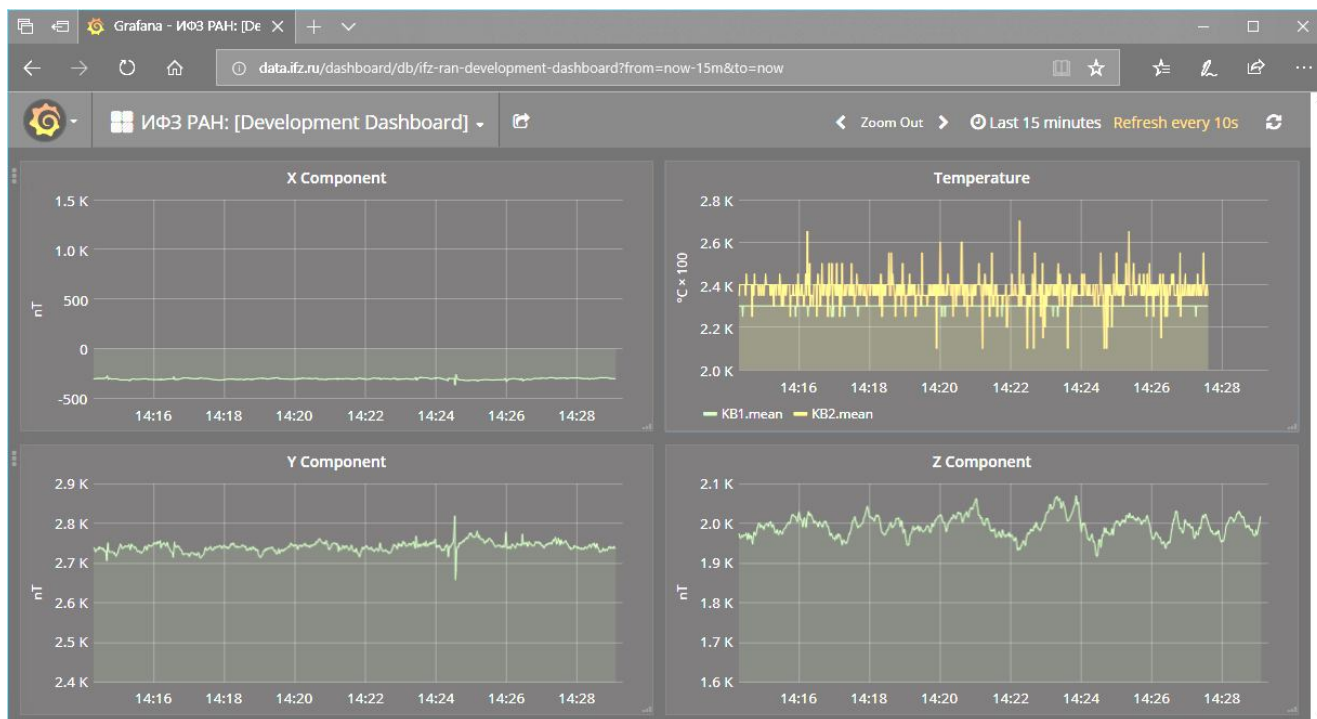 Grafana - ИФЗ РАН: [De
data.ifz.ru/dashboard/db/ifz-ran-development-dashboard?from=now-15m&to=now
ИФЗ РАН: [Development Dashboard]
Zoom Out
Last 15 minutes
Refresh every 10s
X Component
1.5 K
1.0 K
500
0
-500
nT
14:16 14:18 14:20 14:22 14:24 14:26 14:28
Temperature
2.8 K
2.6 K
2.4 K
2.2 K
2.0 K
°C × 100
14:16 14:18 14:20 14:22 14:24 14:26 14:28
KB1.mean KB2.mean
Y Component
2.9 K
2.8 K
2.7 K
2.6 K
2.5 K
2.4 K
nT
14:16 14:18 14:20 14:22 14:24 14:26 14:28
Z Component
2.1 K
2.0 K
1.9 K
1.8 K
1.7 K
1.6 K
nT
14:16 14:18 14:20 14:22 14:24 14:26 14:28